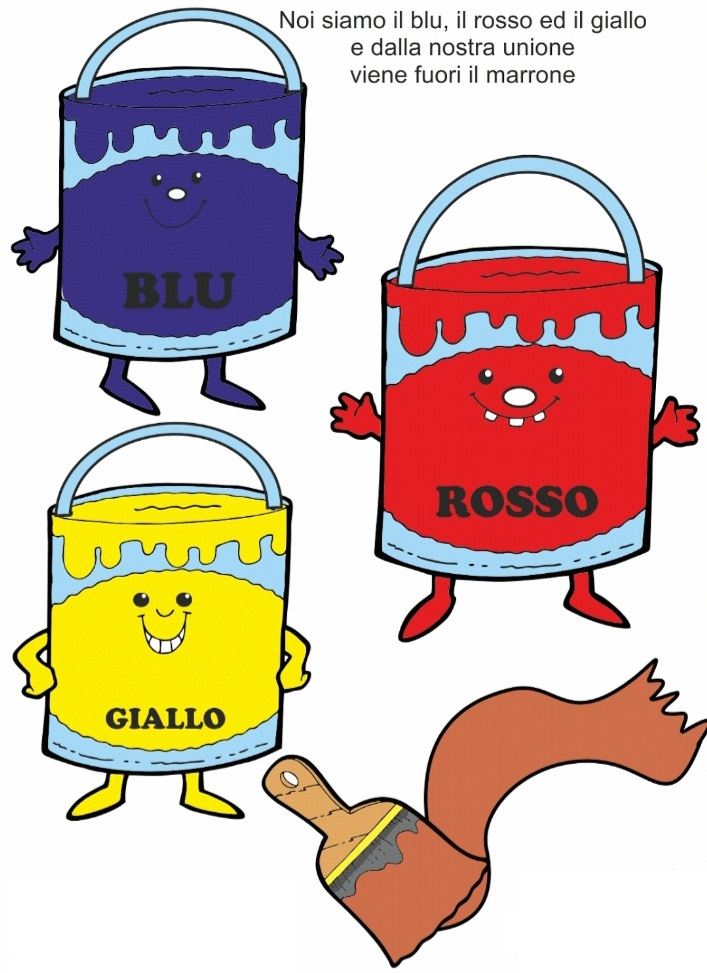 Noi siamo il blu, il rosso ed il giallo
e dalla nostra unione
viene fuori il marrone
BLU
ROSSO
GIALLO